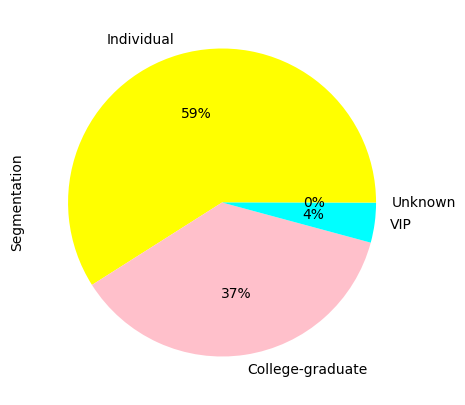 Individual
59%
Segmentation
0%
Unknown
4%
VIP
37%
College-graduate